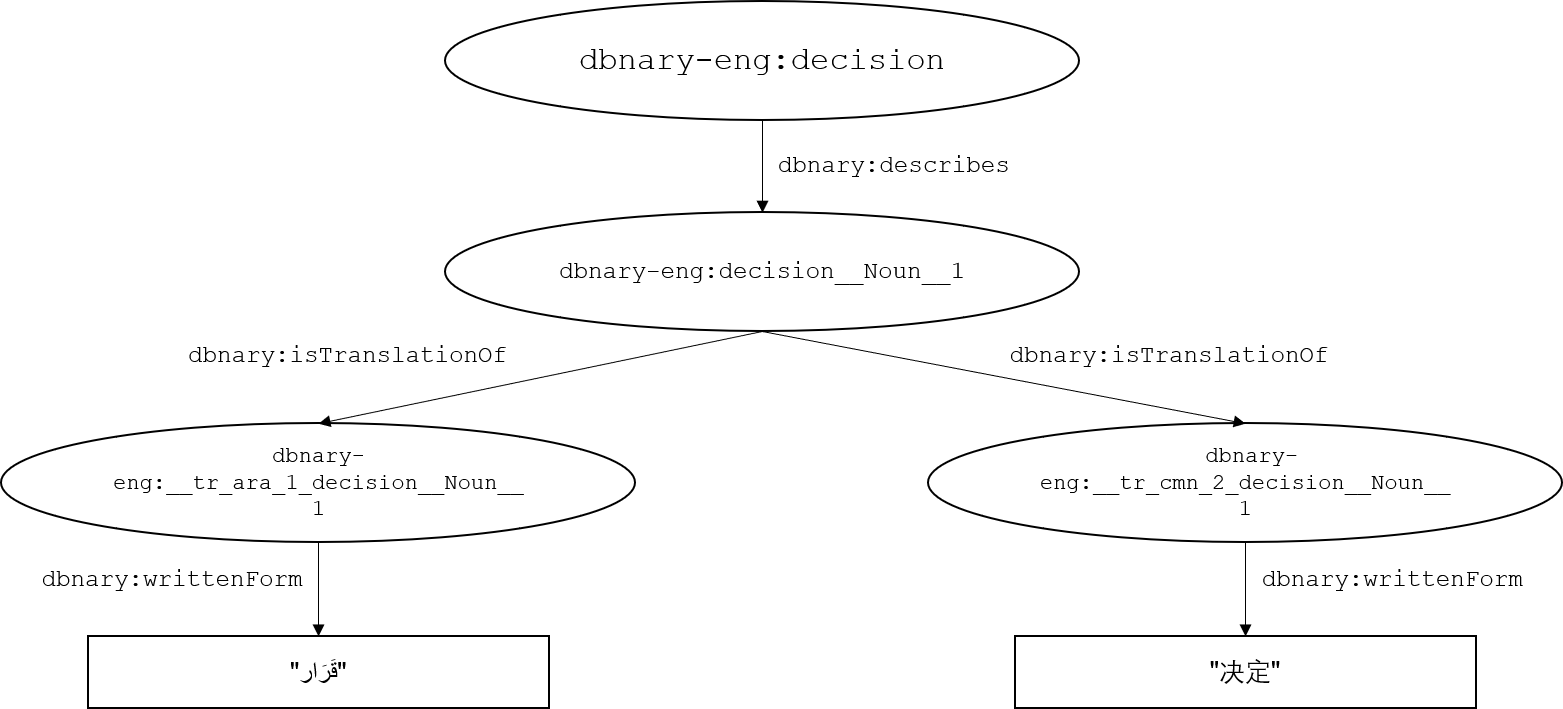 dbnary-eng:decision
dbnary:describes
dbnary-eng:decision__Noun__1
dbnary:isTranslationOf
dbnary:isTranslationOf
dbnary-
eng:__tr_ara_1_decision__Noun__
1
dbnary-
eng:__tr_cmn_2_decision__Noun__
1
dbnary:writtenForm
dbnary:writtenForm
"قَرَار"
"决定"